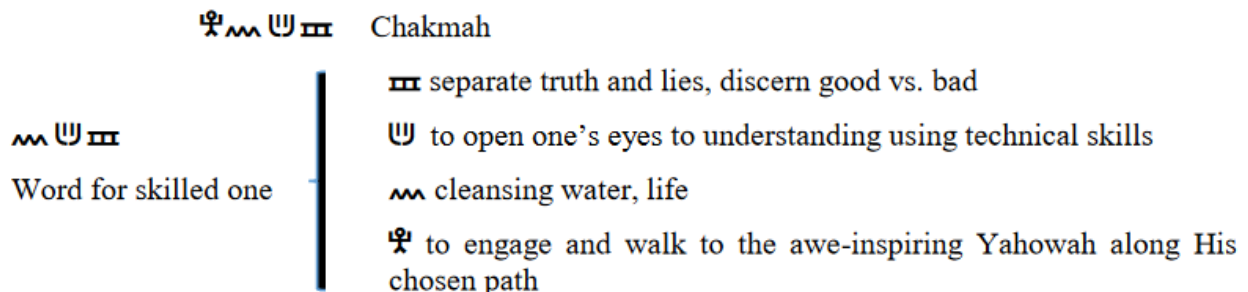 Chakmah
separate truth and lies, discern good vs. bad
to open one's eyes to understanding using technical skills
Word for skilled one
cleansing water, life
to engage and walk to the awe-inspiring Yahowah along His
chosen path